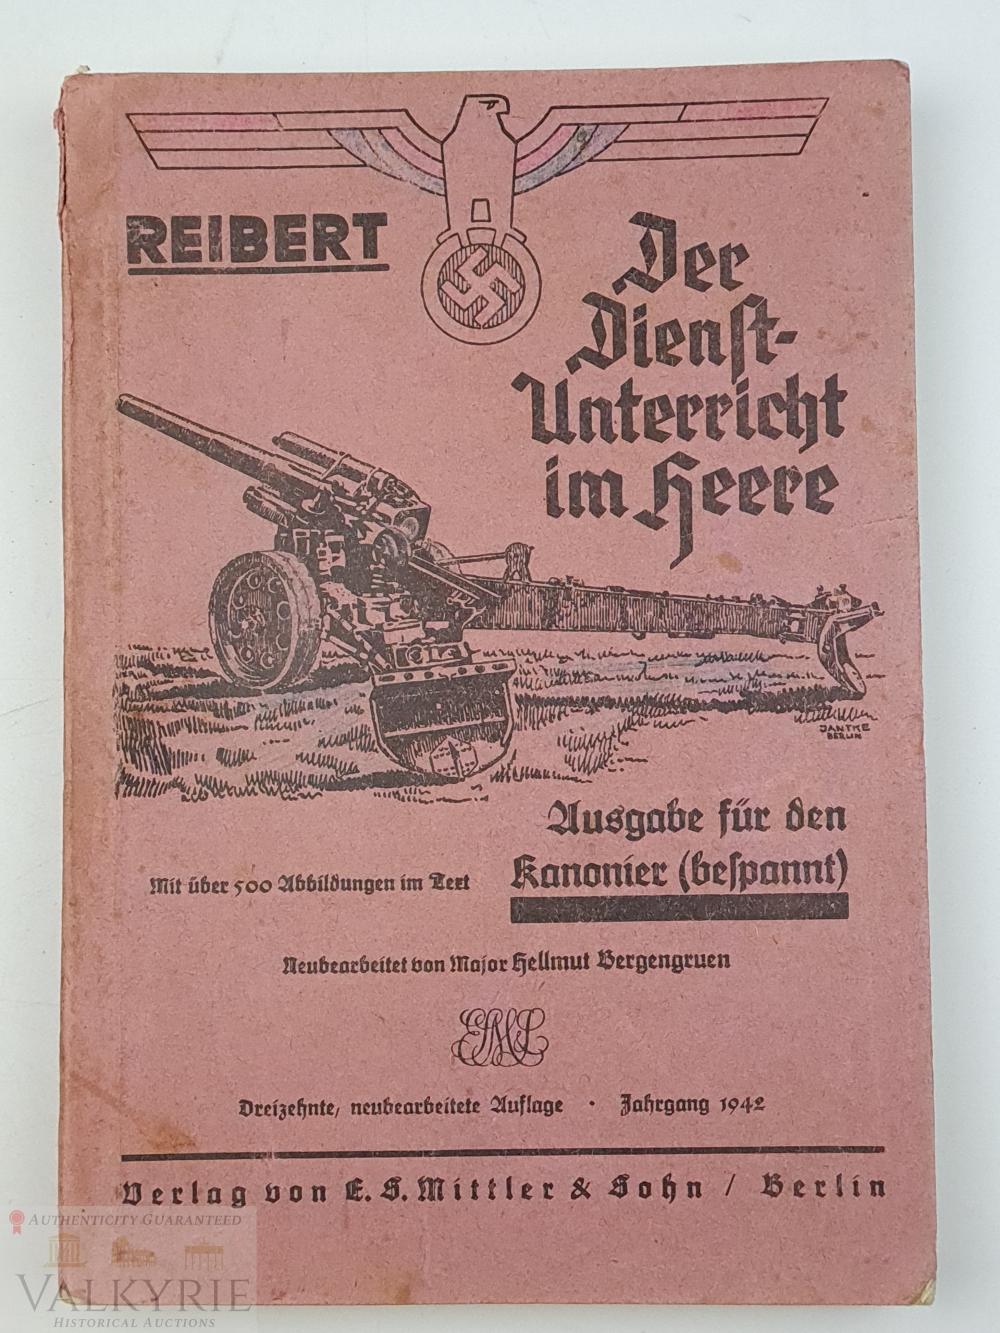 REIBERT
Der
Dienst-
Unterricht
im Heere
JANTKE
BERLIN
Ausgabe für den
Kanonier (bespannt)
Mit über 500 Abbildungen im Text
Neubearbeitet von Major Hellmut Bergengruen
Dreizehnte, neubearbeitete Auflage · Jahrgang 1942
Verlag von E. S. Mittler & Sohn / Berlin
AUTHENTICITY GUARANTEED
VALKYRIE
HISTORICAL AUCTIONS